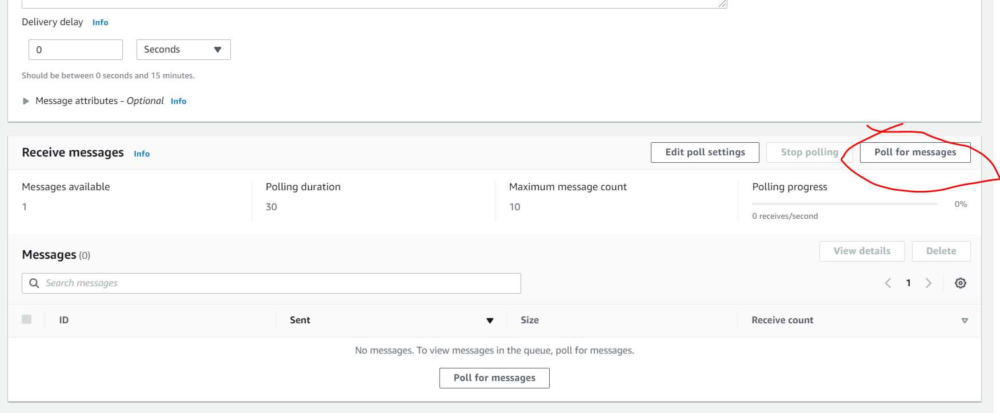 Delivery delay Info
0 Seconds
Should be between 0 seconds and 15 minutes.
Message attributes - Optional Info
Receive messages Info Edit poll settings Stop polling Poll for messages
Messages available Polling duration Maximum message count Polling progress
1 30 10 0%
0 receives/second
Messages (0) View details Delete
Search messages 1
ID Sent Size Receive count
No messages. To view messages in the queue, poll for messages.
Poll for messages